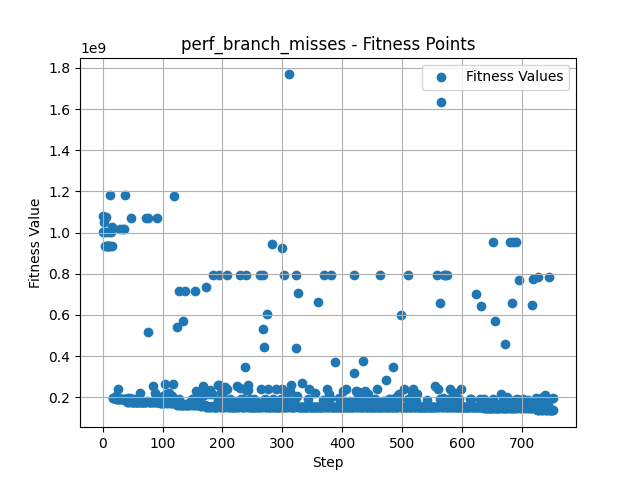 perf_branch_misses - Fitness Points
1e9
Fitness Values
1.8
1.6
1.4
1.2
1.0
0.8
0.6
0.4
0.2
Fitness Value
0 100 200 300 400 500 600 700
Step